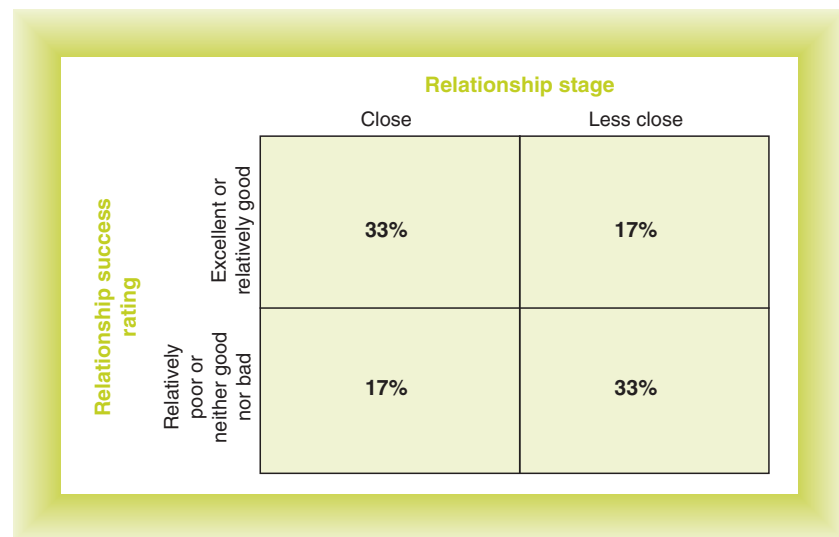 Relationship stage
Close
Less close
Relationship success
rating
Excellent or
relatively good
33%
17%
Relatively
poor or
neither good
nor bad
17%
33%